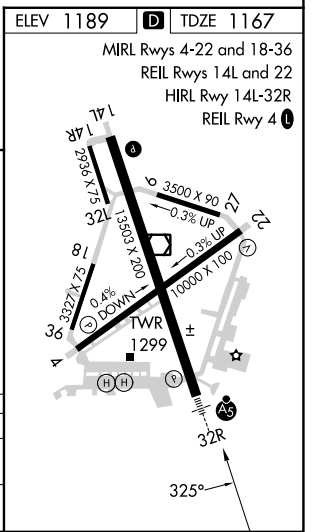 ELEV 1189 D TDZE 1167
MIRL Rwys 4-22 and 18-36
REIL Rwys 14L and 22
HIRL Rwy 14L-32R
REIL Rwy 4 L
14L
14R
P
2936 X 75
32L
13503 X 200
9
3500 X 90
27
0.3% UP
22
V
18
3327 X 75
36
0.3% UP
10000 X 100
0.4%
DOWN
P
4
TWR
1299
±
H H
P
A5
32R
325°